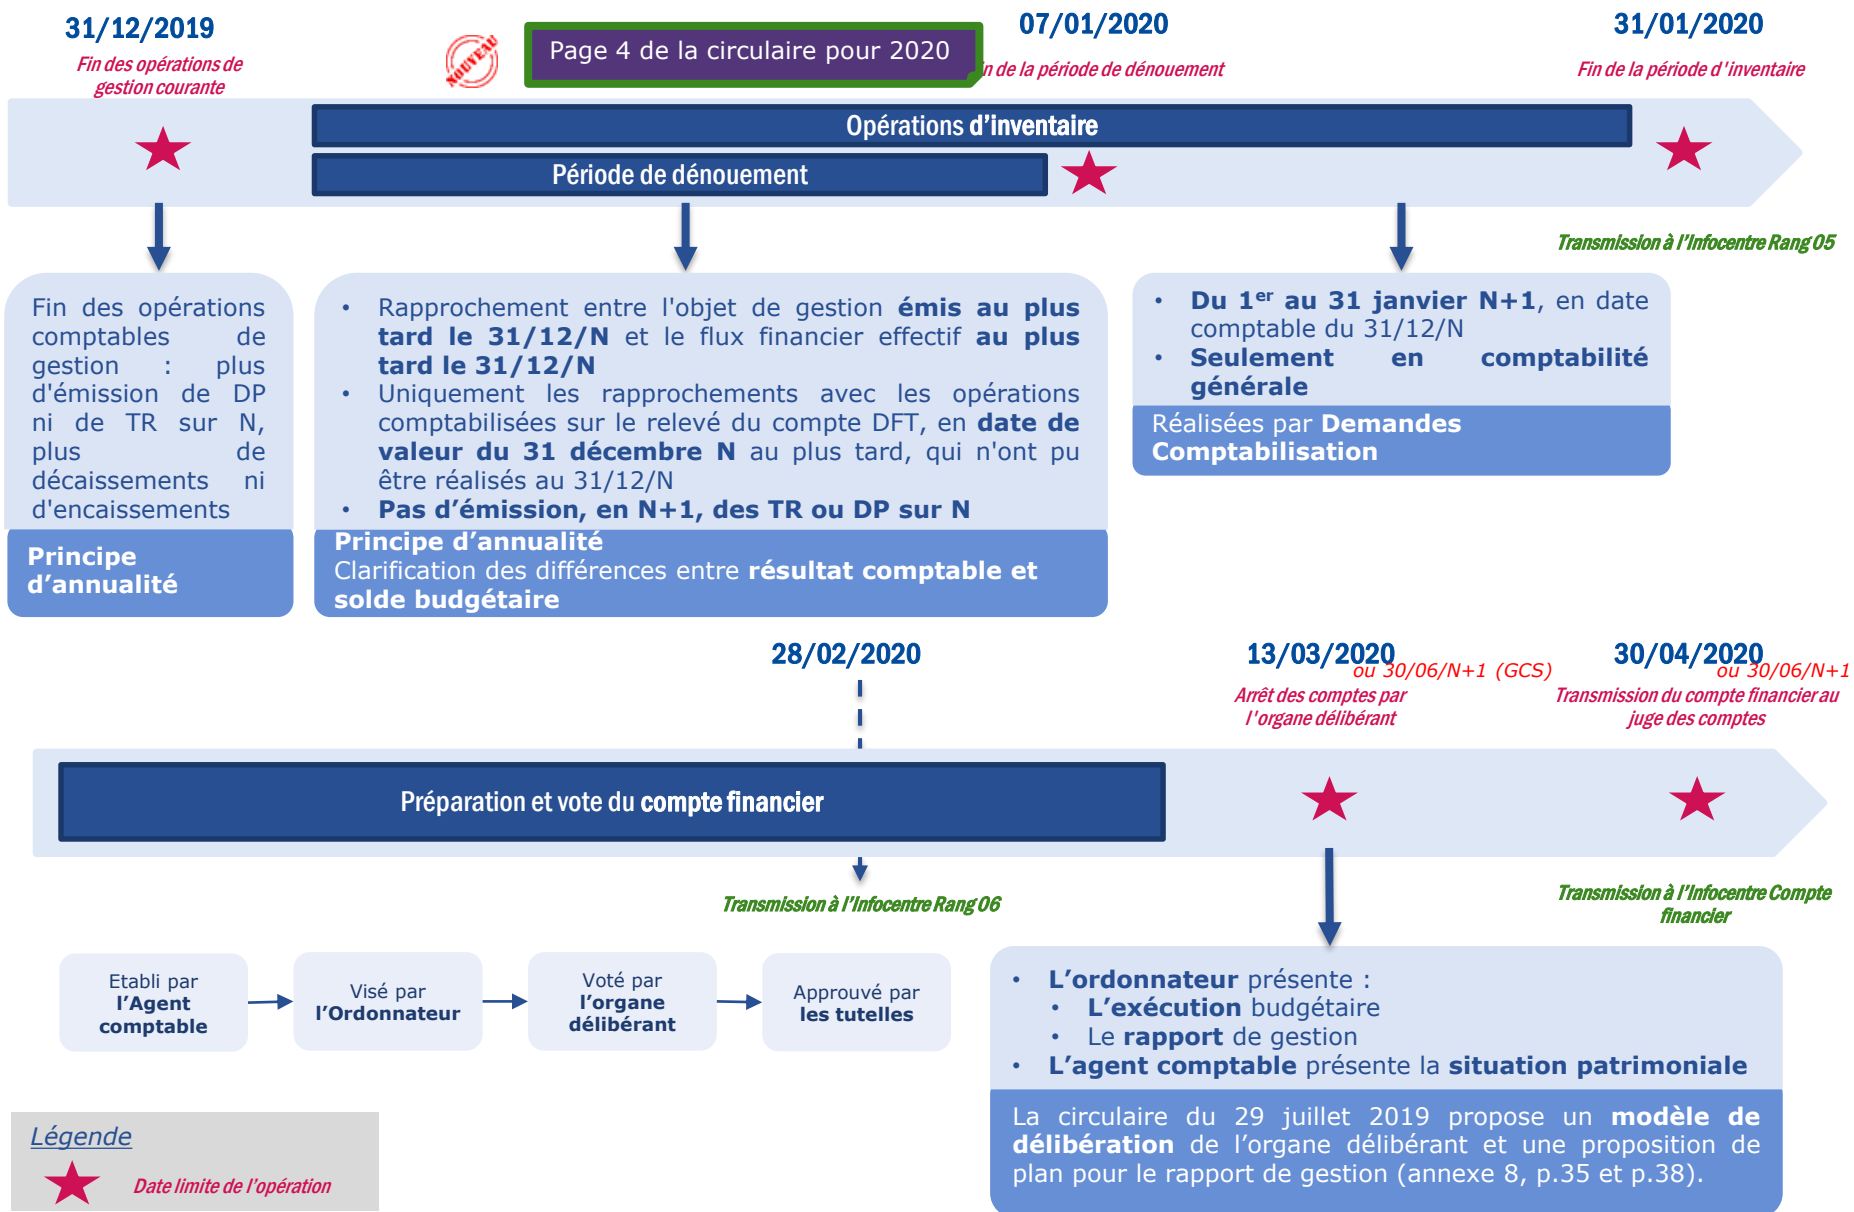 31/12/2019
Fin des opérations de
gestion courante
NOUVEAU
Page 4 de la circulaire pour 2020
07/01/2020
in de la période de dénouement
31/01/2020
Fin de la période d'inventaire
Opérations d'inventaire
Période de dénouement
Transmission à l'Infocentre Rang 05
Fin des opérations
comptables de
gestion : plus
d'émission de DP
ni de TR sur N,
plus de
décaissements ni
d'encaissements
Principe
d'annualité
• Rapprochement entre l'objet de gestion émis au plus
tard le 31/12/N et le flux financier effectif au plus
tard le 31/12/N
• Uniquement les rapprochements avec les opérations
comptabilisées sur le relevé du compte DFT, en date de
valeur du 31 décembre N au plus tard, qui n'ont pu
être réalisés au 31/12/N
• Pas d'émission, en N+1, des TR ou DP sur N
Principe d'annualité
Clarification des différences entre résultat comptable et
solde budgétaire
• Du 1er au 31 janvier N+1, en date
comptable du 31/12/N
• Seulement en comptabilité
générale
Réalisées par Demandes
Comptabilisation
28/02/2020
13/03/2020
ou 30/06/N+1 (GCS)
Arrêt des comptes par
l'organe délibérant
30/04/2020
ou 30/06/N+1
Transmission du compte financier au
juge des comptes
Préparation et vote du compte financier
Transmission à l'Infocentre Rang 06
Transmission à l'Infocentre Compte
financier
Etabli par
l'Agent
comptable
Visé par
l'Ordonnateur
Voté par
l'organe
délibérant
Approuvé par
les tutelles
• L'ordonnateur présente :
• L'exécution budgétaire
• Le rapport de gestion
• L'agent comptable présente la situation patrimoniale
La circulaire du 29 juillet 2019 propose un modèle de
délibération de l'organe délibérant et une proposition de
plan pour le rapport de gestion (annexe 8, p.35 et p.38).
Légende
Date limite de l'opération